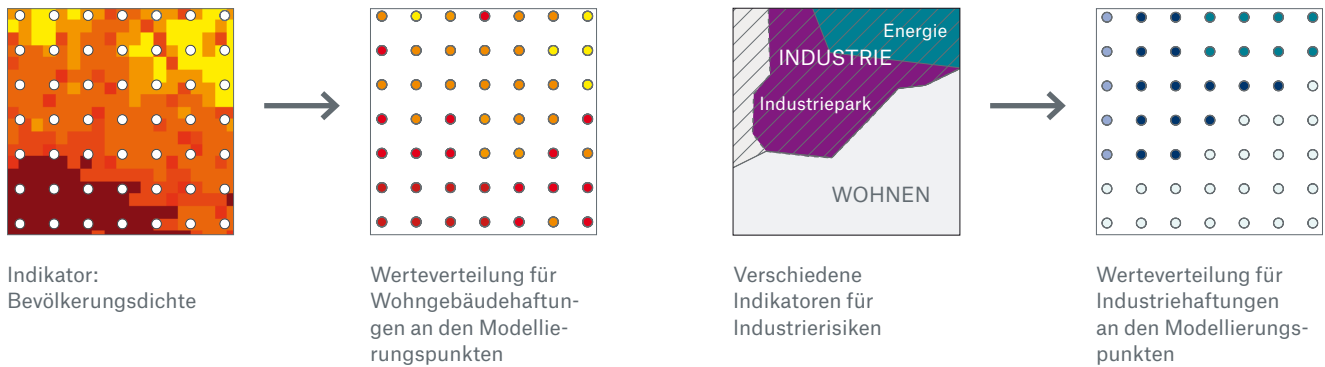 Energie
INDUSTRIE
Industriepark
WOHNEN
Indikator:
Bevölkerungsdichte
Werteverteilung für
Wohngebäudehaftun-
gen an den Modellie-
rungspunkten
Verschiedene
Indikatoren für
Industrierisiken
Werteverteilung für
Industriehaftungen
an den Modellierungs-
punkten